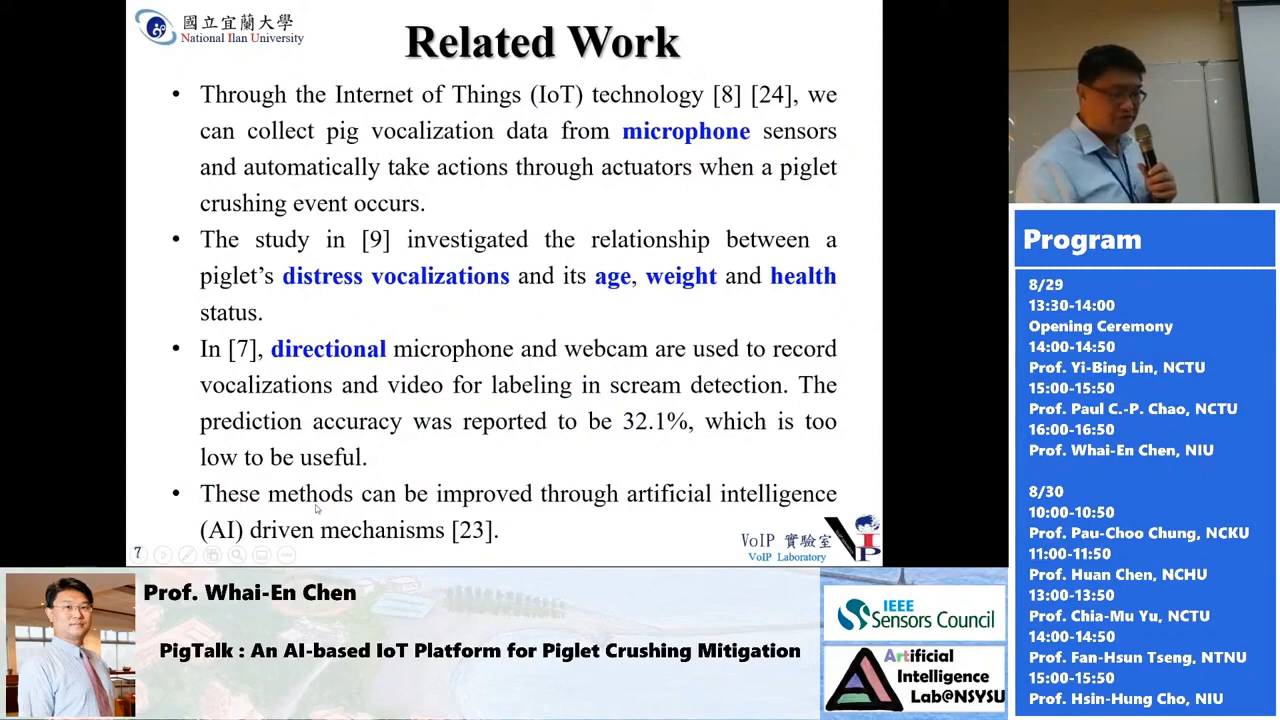 國立宜蘭大學
National Ilan University
Related Work
• Through the Internet of Things (IoT) technology [8] [24], we
can collect pig vocalization data from microphone sensors
and automatically take actions through actuators when a piglet
crushing event occurs.
• The study in [9] investigated the relationship between a
piglet’s distress vocalizations and its age, weight and health
status.
• In [7], directional microphone and webcam are used to record
vocalizations and video for labeling in scream detection. The
prediction accuracy was reported to be 32.1%, which is too
low to be useful.
• These methods can be improved through artificial intelligence
(AI) driven mechanisms [23].
7
VoIP 實驗室
VoIP Laboratory
VIP
Program
8/29
13:30-14:00
Opening Ceremony
14:00-14:50
Prof. Yi-Bing Lin, NCTU
15:00-15:50
Prof. Paul C.-P. Chao, NCTU
16:00-16:50
Prof. Whai-En Chen, NIU
8/30
10:00-10:50
Prof. Pau-Choo Chung, NCKU
11:00-11:50
Prof. Huan Chen, NCHU
13:00-13:50
Prof. Chia-Mu Yu, NCTU
14:00-14:50
Prof. Fan-Hsun Tseng, NTNU
15:00-15:50
Prof. Hsin-Hung Cho, NIU
Prof. Whai-En Chen
PigTalk : An AI-based IoT Platform for Piglet Crushing Mitigation
IEEE
Sensors Council
Artificial
Intelligence
Lab@NSYSU